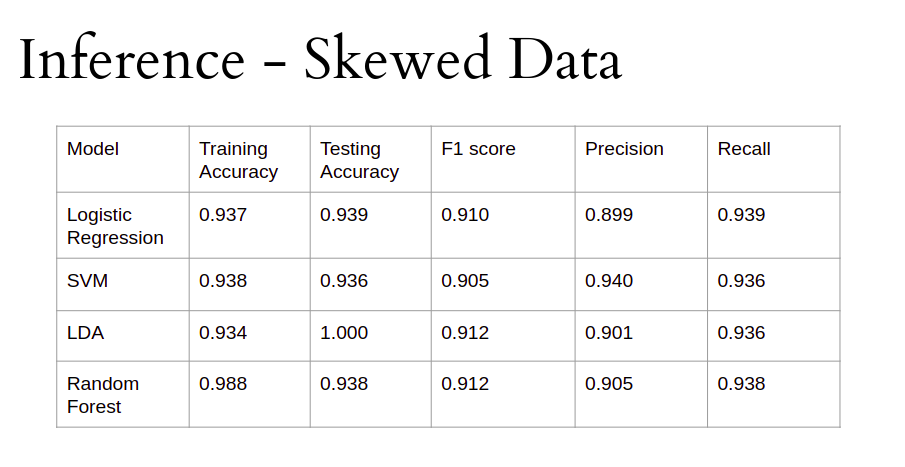 Inference - Skewed Data
Model Training Accuracy Testing Accuracy F1 score Precision Recall
Logistic Regression 0.937 0.939 0.910 0.899 0.939
SVM 0.938 0.936 0.905 0.940 0.936
LDA 0.934 1.000 0.912 0.901 0.936
Random Forest 0.988 0.938 0.912 0.905 0.938